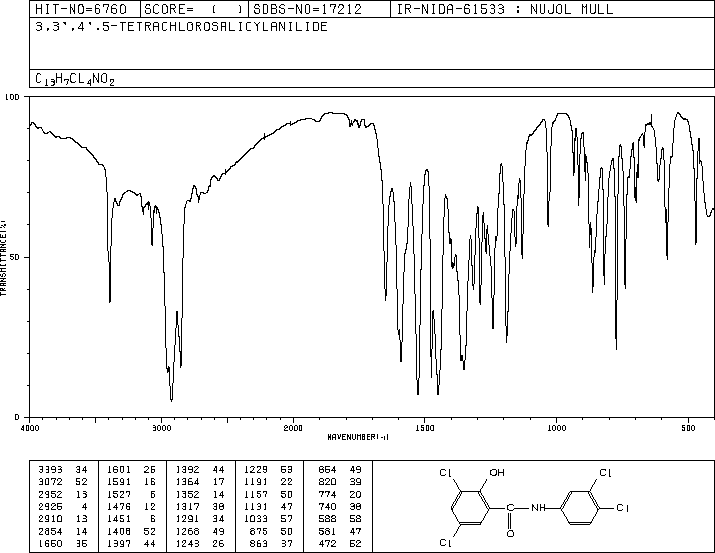 HIT-NO=6760 SCORE= ( ) SDBS-NO=17212 IR-NIDA-61533 : NUJOL MULL
3,3',4',5-TETRACHLOROSALICYLANILIDE
C13H7CL4NO2
100
50
0
TRANSMITTANCE(%)
4000 3000 2000 1500 1000 500
WAVENUMBER(-1)
3393 34 1601 26 1392 44 1229 53 864 49
3072 52 1591 16 1364 17 1191 22 820 39
2952 13 1527 6 1352 14 1157 50 774 20
2925 4 1476 12 1317 38 1131 47 740 38
2910 13 1451 6 1291 34 1033 57 588 58
2854 14 1408 52 1268 49 875 50 581 47
1650 35 1397 44 1243 26 863 37 472 52
Cl OH Cl
NH Cl
O
Cl